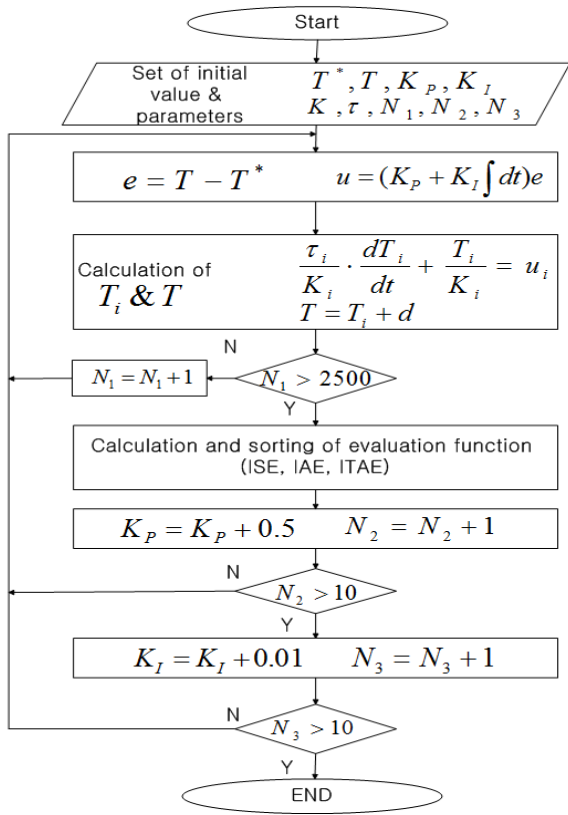 Start
Set of initial value & parameters
T*, T, K_P, K_I
K, τ, N_1, N_2, N_3
e = T − T*
u = (K_P + K_I ∫ dt)e
Calculation of
T_i & T
τ_i/K_i · dT_i/dt + T_i/K_i = u_i
T = T_i + d
N
N_1 = N_1 + 1
N_1 > 2500
Y
Calculation and sorting of evaluation function
(ISE, IAE, ITAE)
K_P = K_P + 0.5
N_2 = N_2 + 1
N
N_2 > 10
Y
K_I = K_I + 0.01
N_3 = N_3 + 1
N
N_3 > 10
Y
END